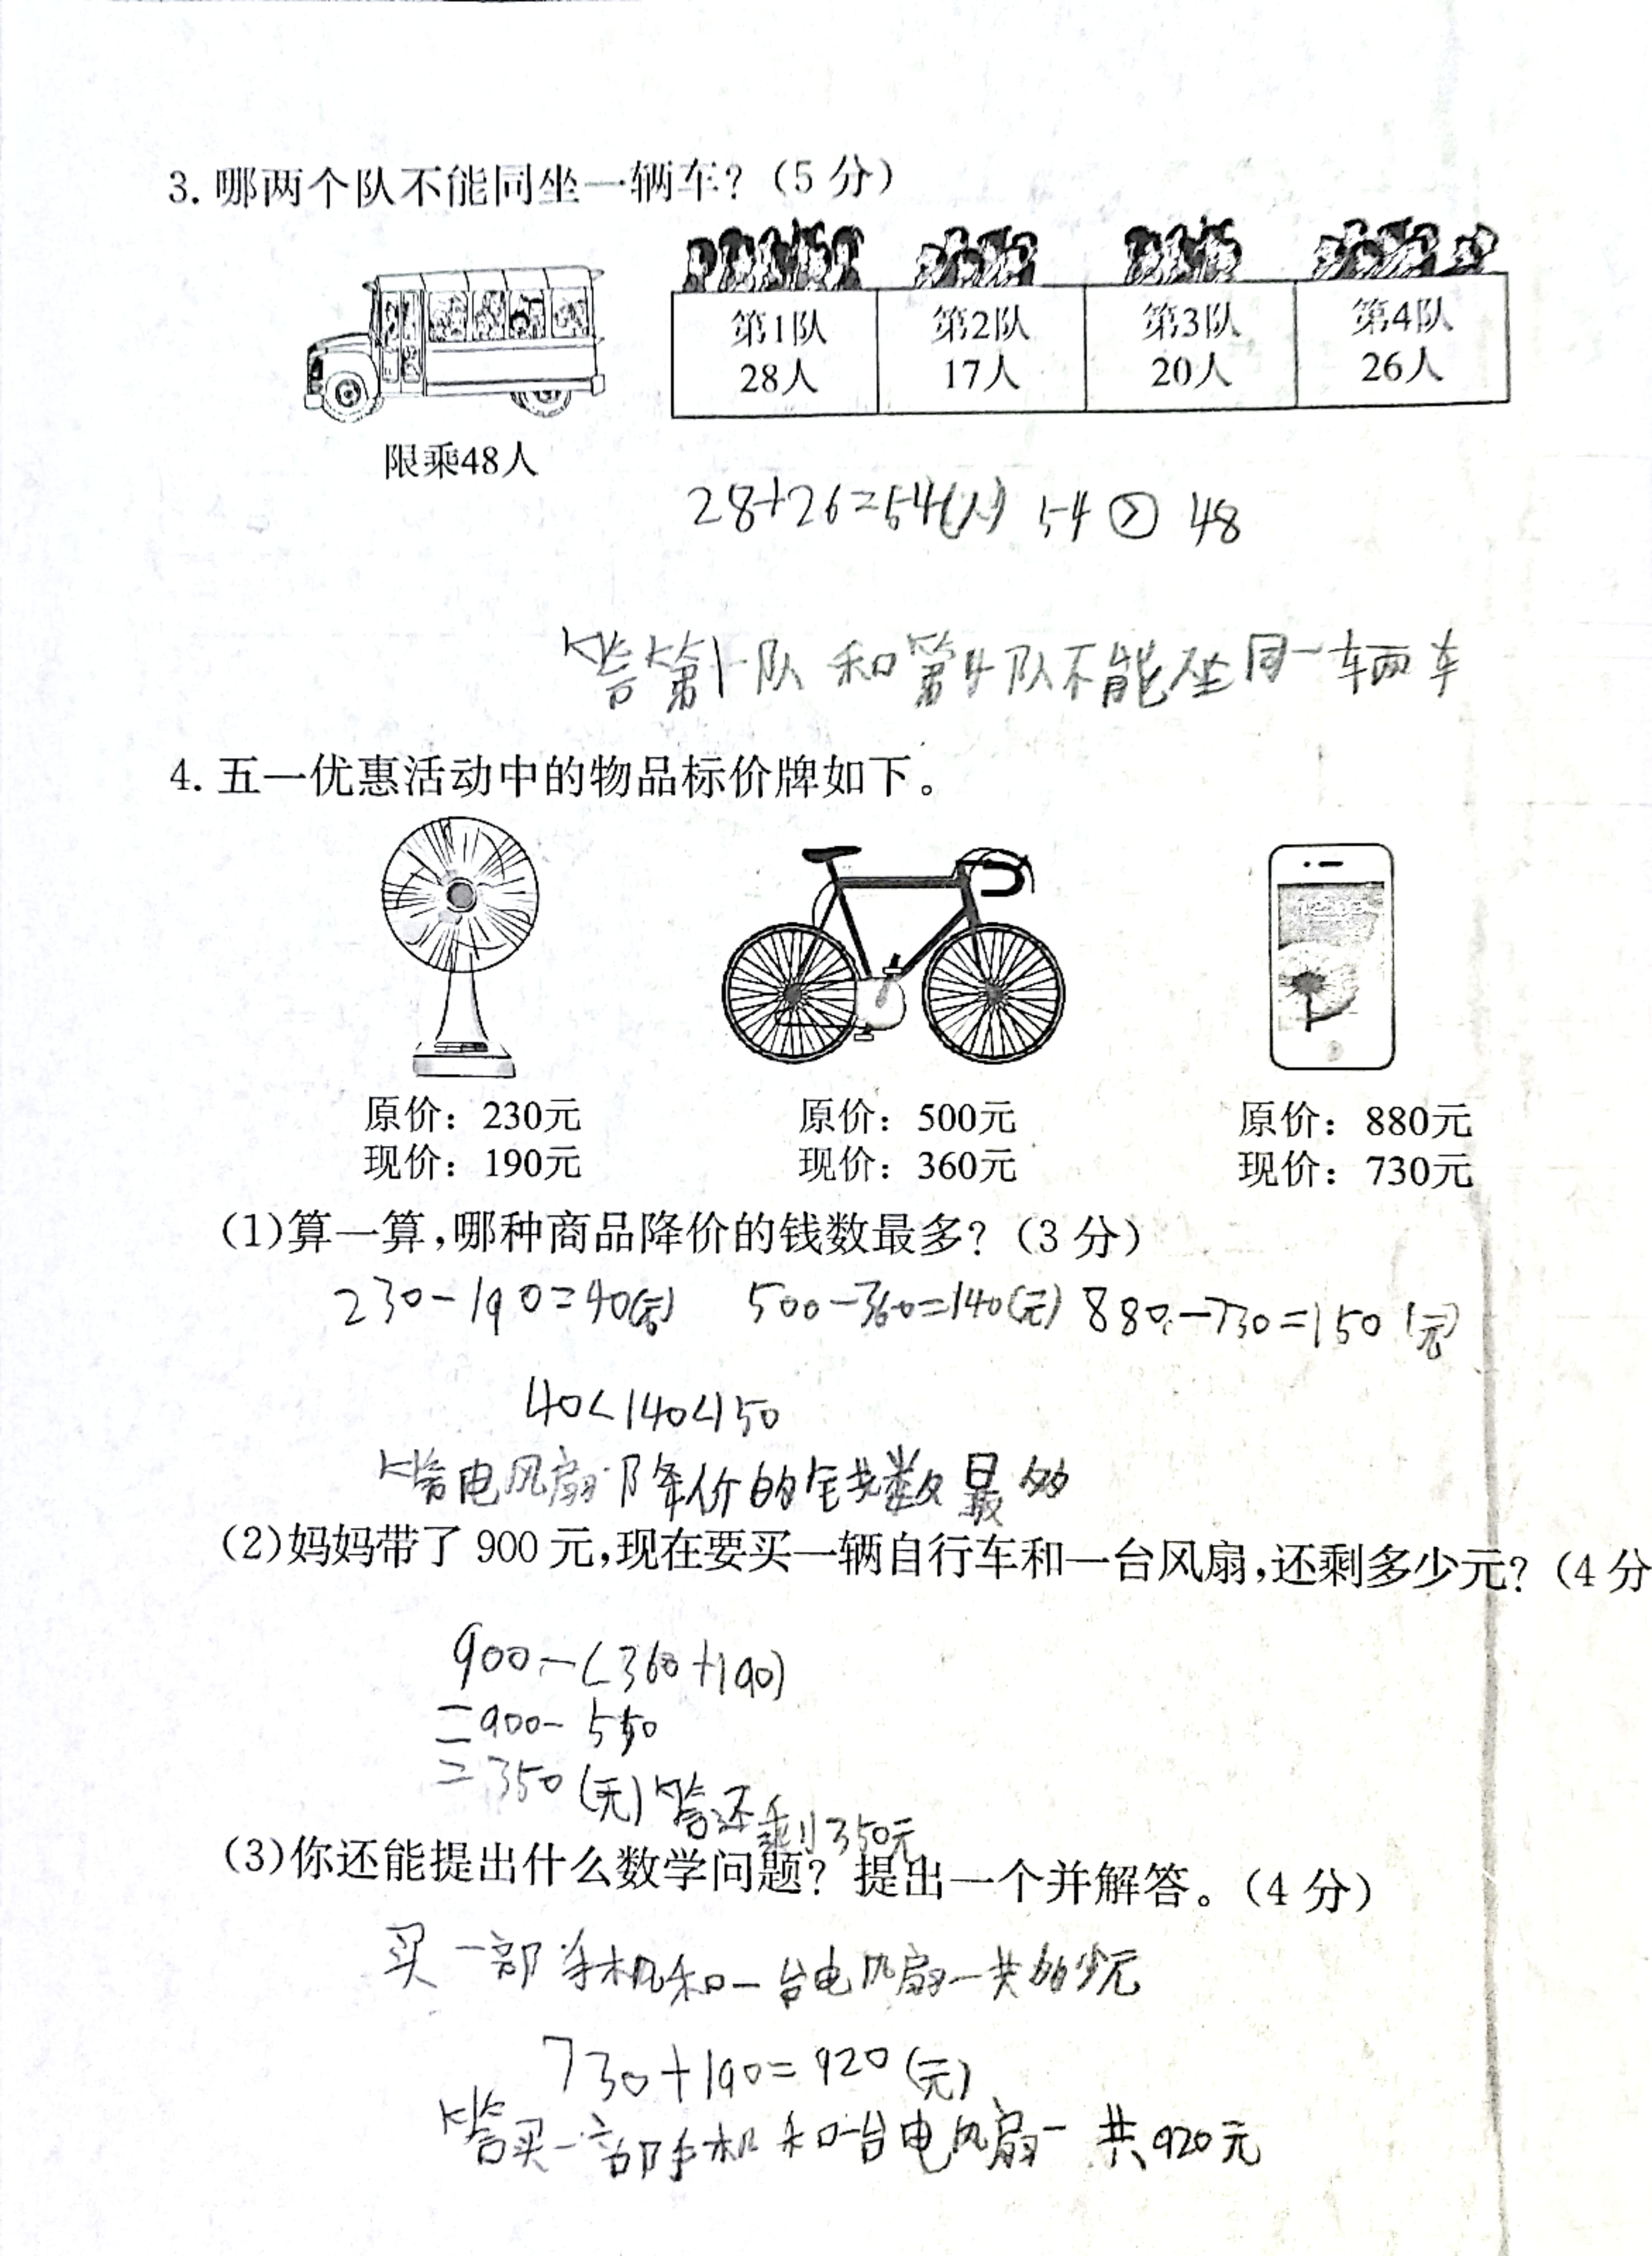 3. 哪两个队不能同坐一辆车?(5分)
第1队 第2队 第3队 第4队
28人 17人 20人 26人
限乘48人
28+26=54(人) 54 > 48
答第1队和第4队不能坐同一辆车
4. 五一优惠活动中的物品标价牌如下。
原价：230元 原价：500元 原价：880元
现价：190元 现价：360元 现价：730元
(1)算一算,哪种商品降价的钱数最多?(3分)
230-190=40(元) 500-360=140(元) 880-730=150(元)
40<140<150
答电风扇降价的钱数最多
(2)妈妈带了900元,现在要买一辆自行车和一台风扇,还剩多少元?(4分
900-(360+190)
=900-550
=350(元) 答还剩350元
(3)你还能提出什么数学问题? 提出一个并解答。(4分)
买一部手机和一台电风扇一共多少元
730+190=920(元)
答买一部手机和一台电风扇一共920元